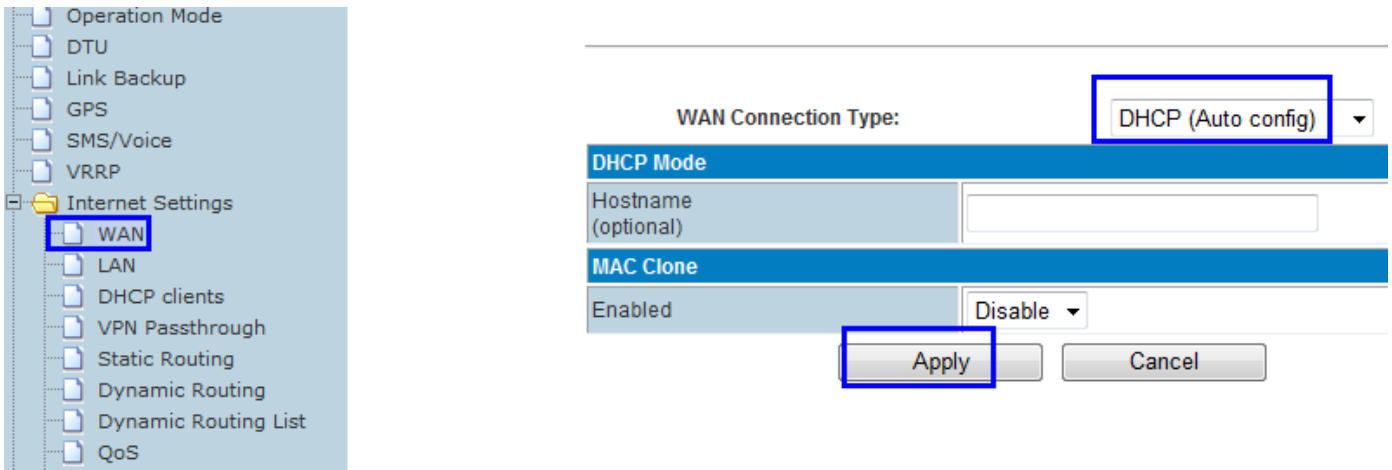 Operation Mode
DTU
Link Backup
GPS
SMS/Voice
VRRP
Internet Settings
WAN
LAN
DHCP clients
VPN Passthrough
Static Routing
Dynamic Routing
Dynamic Routing List
QoS
WAN Connection Type:
DHCP (Auto config)
DHCP Mode
Hostname
(optional)
MAC Clone
Enabled
Disable
Apply
Cancel